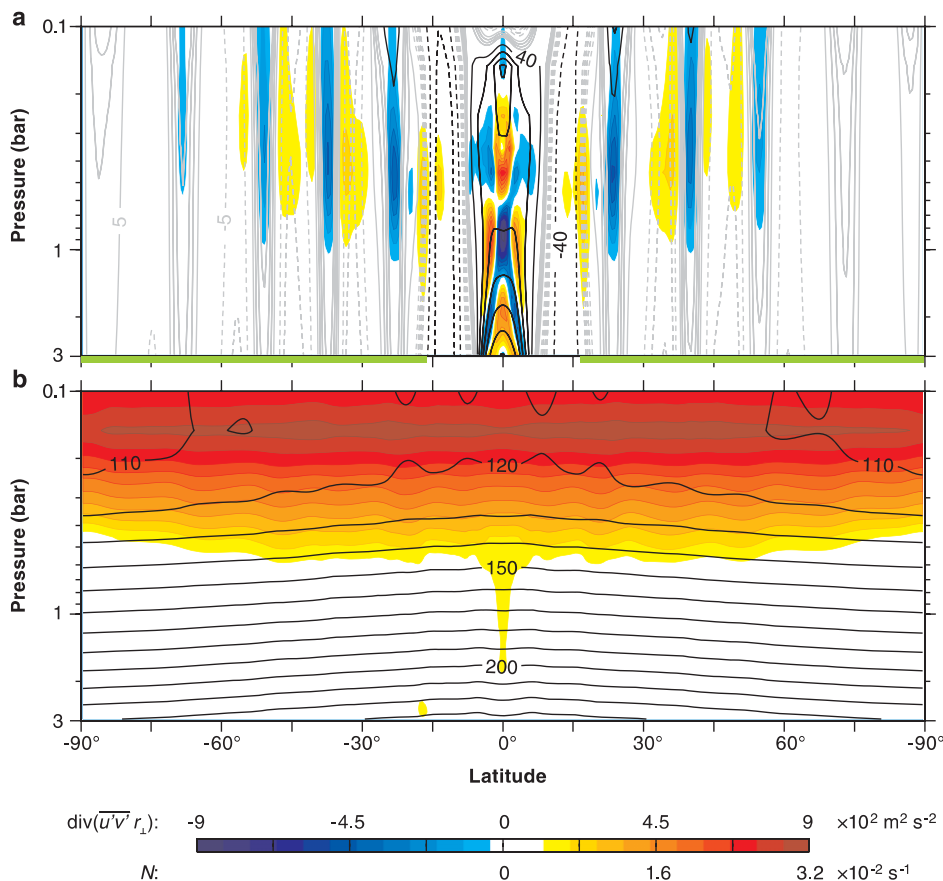 a
0.1
40
Pressure (bar)
5
-40
1
3
b
0.1
110
120
110
Pressure (bar)
150
1
200
3
-90° -60° -30° 0° 30° 60° -90°
Latitude
div(u'v' r⊥): -9 -4.5 0 4.5 9 ×10² m² s⁻²
N: 0 1.6 3.2 ×10⁻² s⁻¹